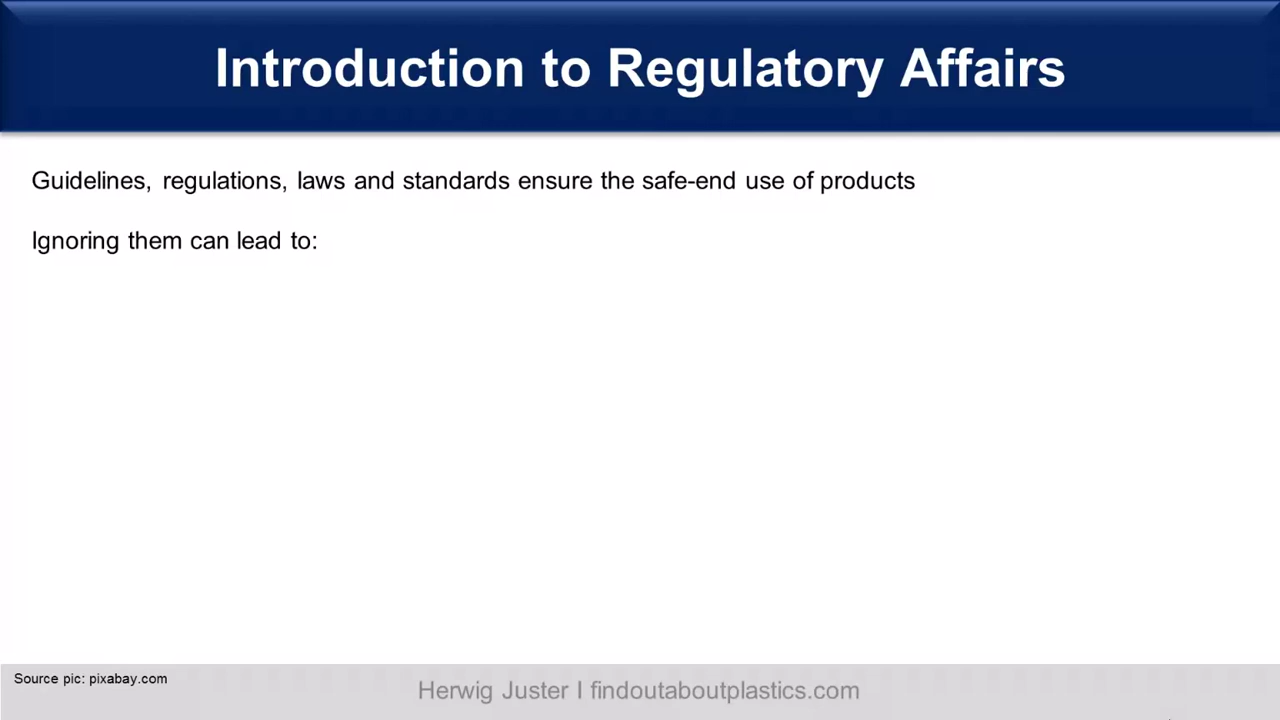 Introduction to Regulatory Affairs
Guidelines, regulations, laws and standards ensure the safe-end use of products
Ignoring them can lead to:
Source pic: pixabay.com
Herwig Juster I findoutaboutplastics.com